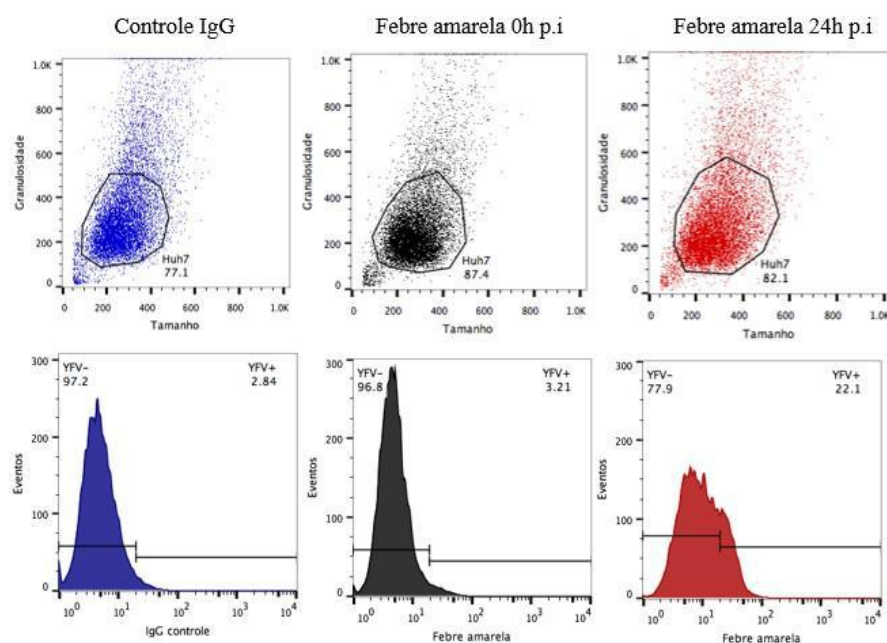 Controle IgG
Febre amarela 0h p.i
Febre amarela 24h p.i
1.0K
800
600
400
200
0
Granulosidade
Huh7
77.1
0 200 400 600 800 1.0K
Tamanho
1.0K
800
600
400
200
0
Granulosidade
Huh7
87.4
0 200 400 600 800 1.0K
Tamanho
1.0K
800
600
400
200
0
Granulosidade
Huh7
82.1
0 200 400 600 800 1.0K
Tamanho
300
200
100
0
Eventos
YFV- YFV+
97.2 2.84
10^0 10^1 10^2 10^3 10^4
IgG controle
300
200
100
0
Eventos
YFV- YFV+
96.8 3.21
10^0 10^1 10^2 10^3 10^4
Febre amarela
300
200
100
0
Eventos
YFV- YFV+
77.9 22.1
10^0 10^1 10^2 10^3 10^4
Febre amarela